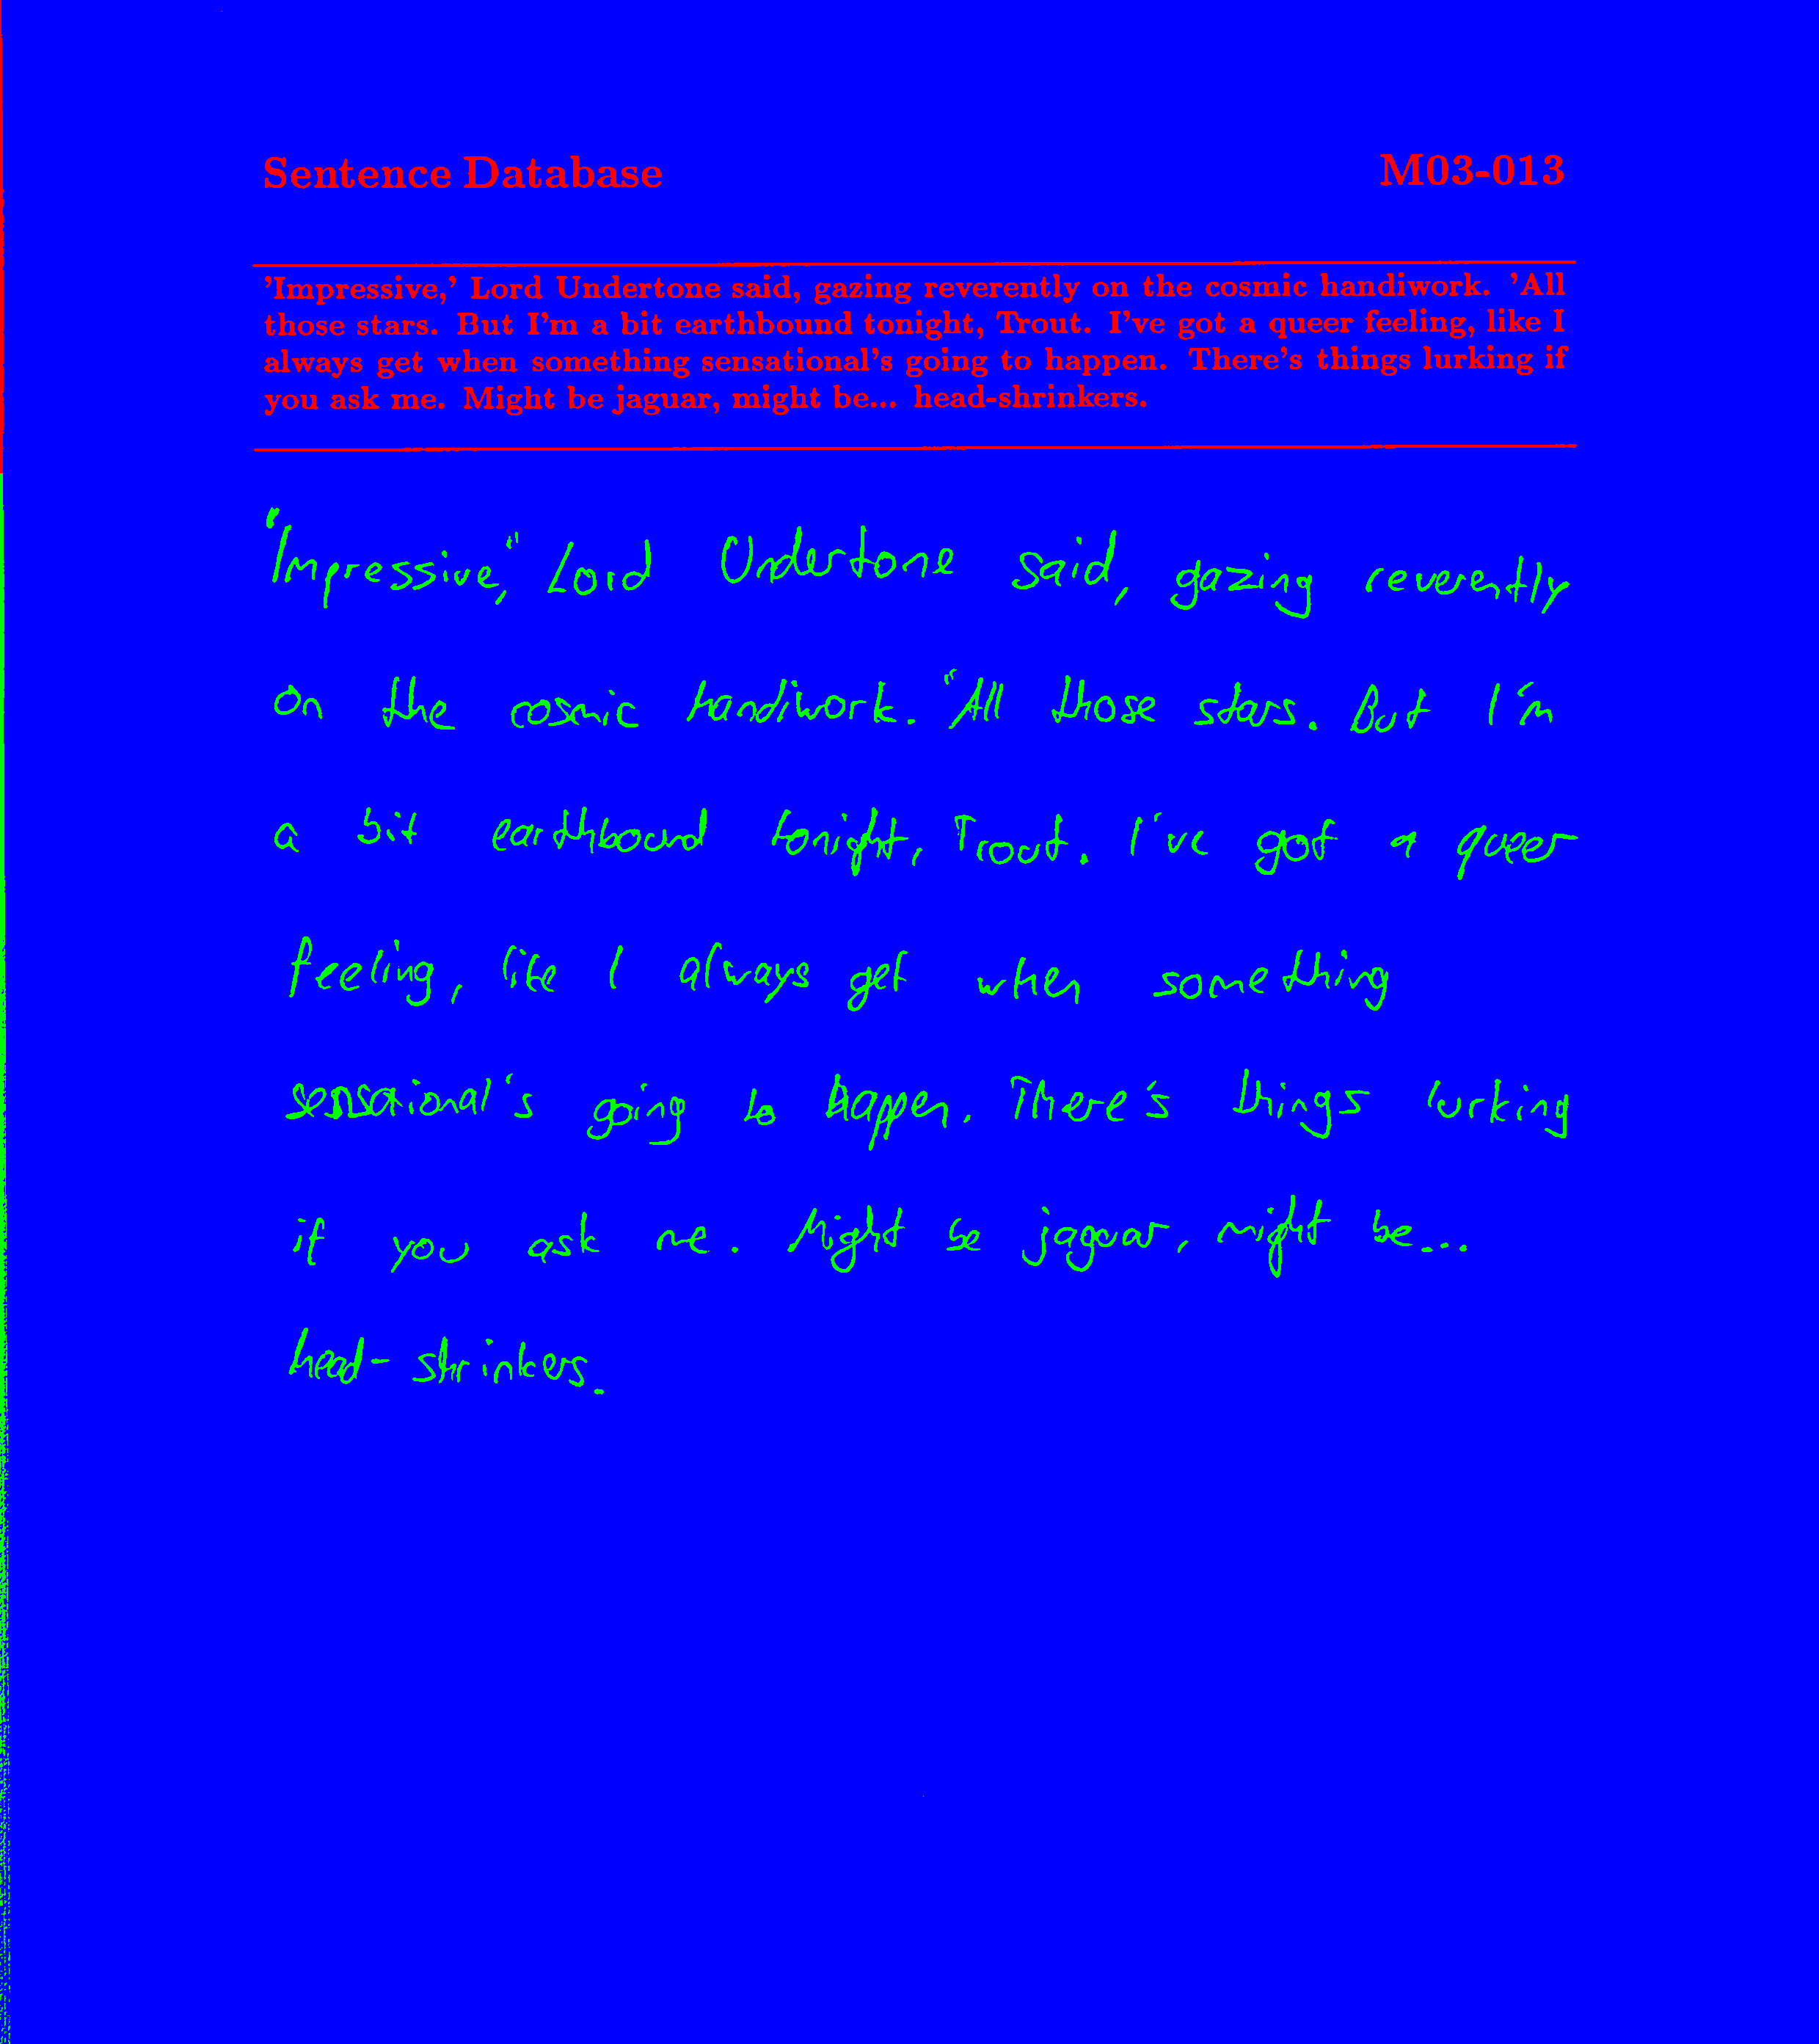 Sentence Database M03-013
'Impressive,' Lord Undertone said, gazing reverently on the cosmic handiwork. 'All
those stars. But I'm a bit earthbound tonight, Trout. I've got a queer feeling, like I
always get when something sensational's going to happen. There's things lurking if
you ask me. Might be jaguar, might be... head-shrinkers.
"Impressive," Lord Undertone said, gazing reverently
on the cosmic handiwork. "All those stars. But I'm
a bit earthbound tonight, Trout. I've got a queer
feeling, like I always get when something
sensational's going to happen. There's things lurking
if you ask me. Might be jaguar, might be...
head-shrinkers.